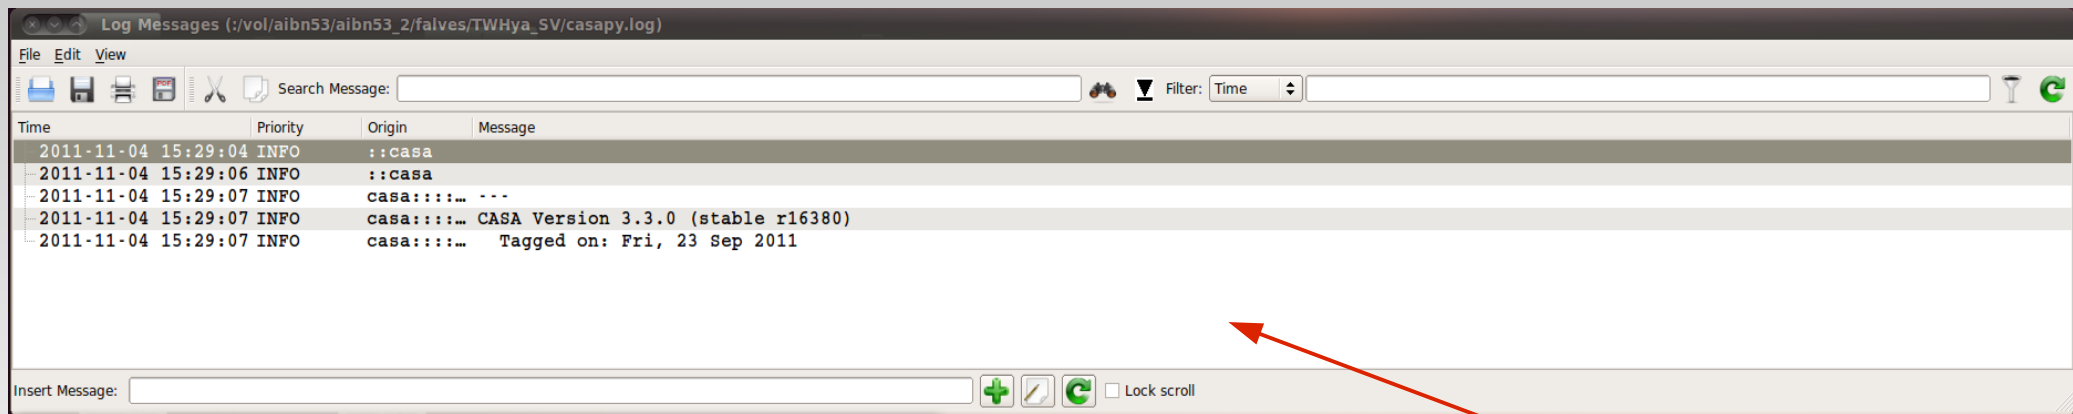 Log Messages (:/vol/aibn53/aibn53_2/falves/TWHya_SV/casapy.log)
File Edit View
PDF Search Message: Filter: Time
Time Priority Origin Message
2011-11-04 15:29:04 INFO ::casa
2011-11-04 15:29:06 INFO ::casa
2011-11-04 15:29:07 INFO casa::::… ---
2011-11-04 15:29:07 INFO casa::::… CASA Version 3.3.0 (stable r16380)
2011-11-04 15:29:07 INFO casa::::… Tagged on: Fri, 23 Sep 2011
Insert Message: Lock scroll